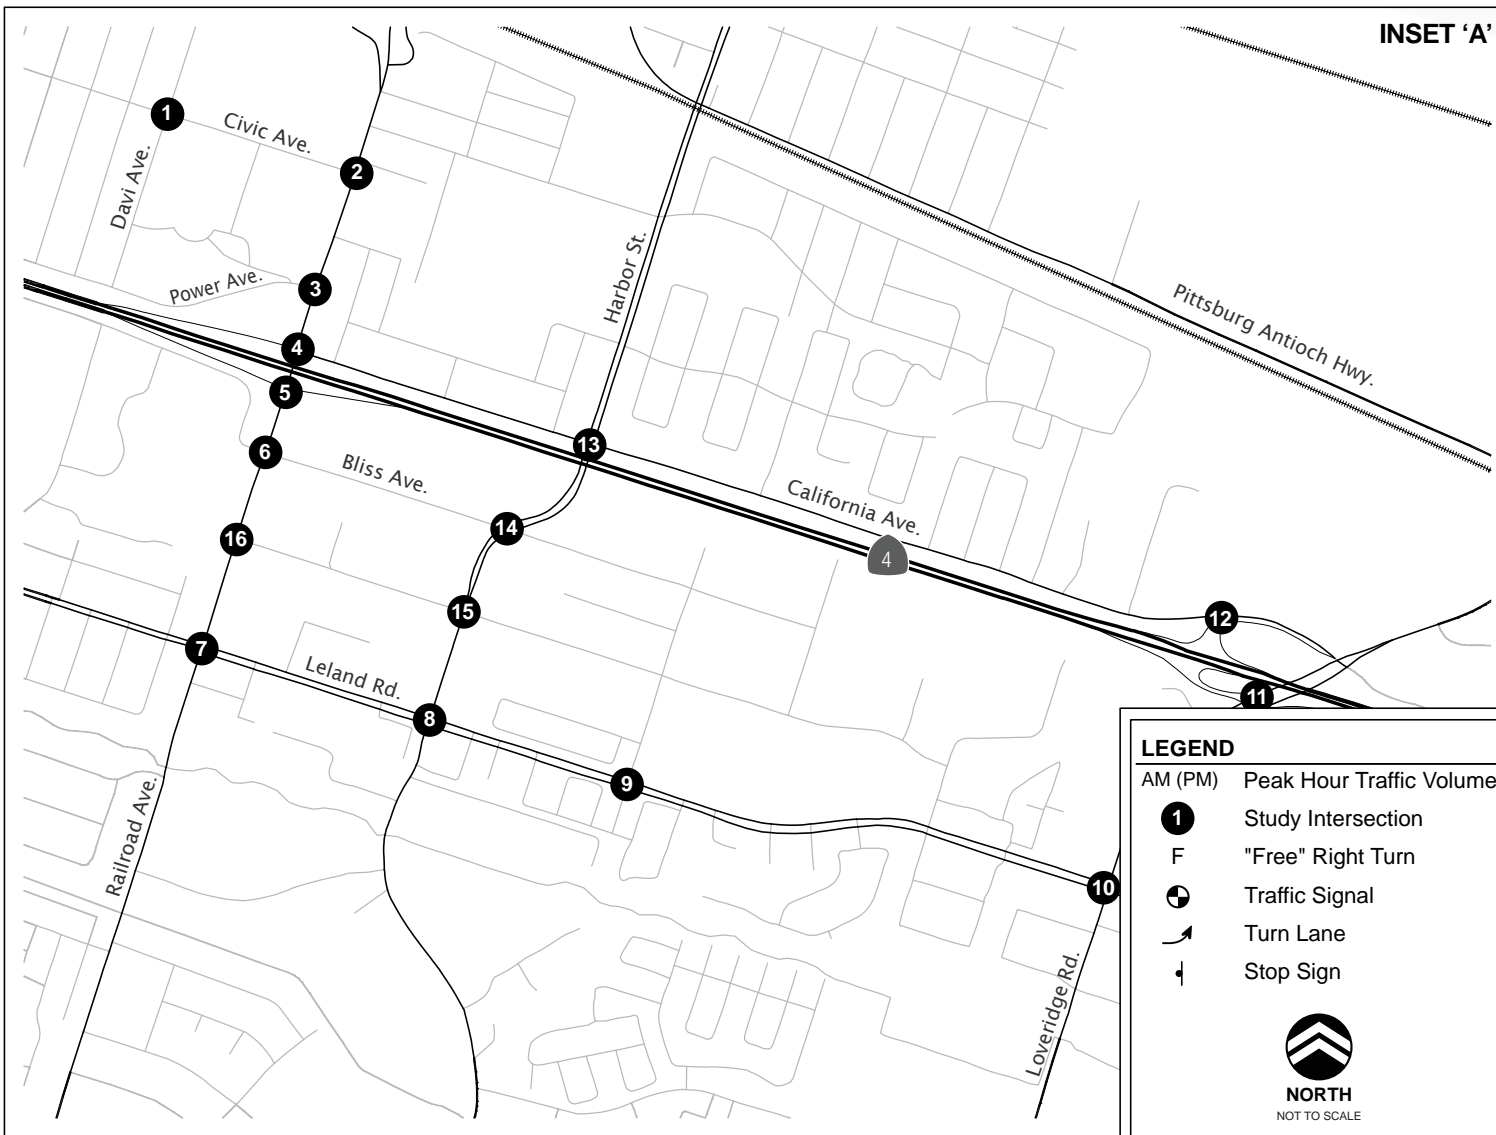 INSET ‘A’
1
Civic Ave.
2
Davi Ave.
Harbor St.
Power Ave.
3
Pittsburg Antioch Hwy.
4
5
13
6
Bliss Ave.
California Ave.
14
16
4
15
12
7
Leland Rd.
11
8
9
Railroad Ave.
10
Loveridge Rd.
LEGEND
AM (PM) Peak Hour Traffic Volume
1 Study Intersection
F "Free" Right Turn
Traffic Signal
Turn Lane
Stop Sign
NORTH
NOT TO SCALE